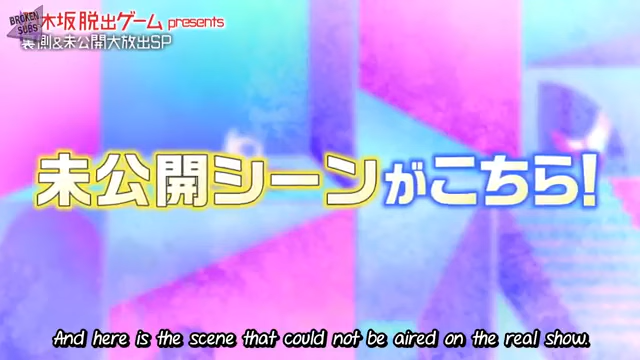 BROKEN
SUBS
木坂脱出ゲーム presents
裏側&未公開大放出SP
未公開シーンがこちら!
And here is the scene that could not be aired on the real show.